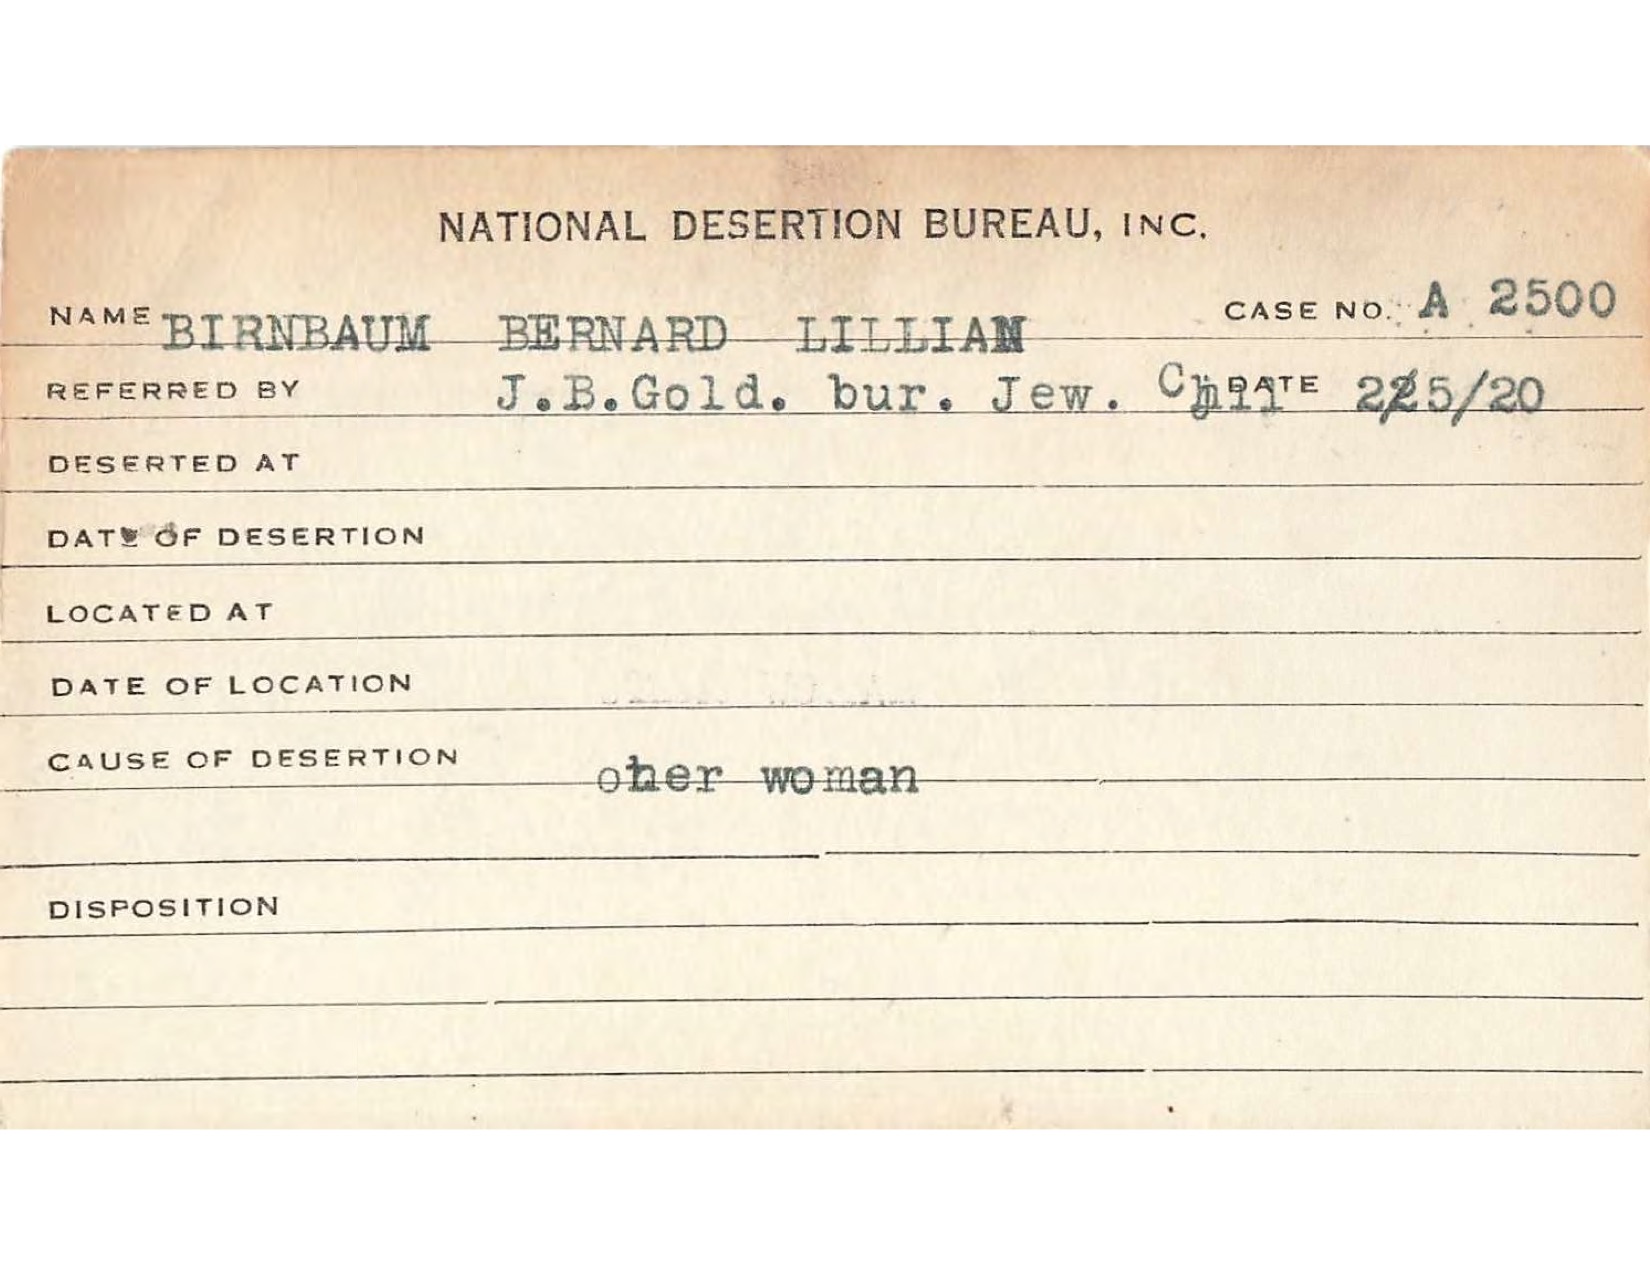 NATIONAL DESERTION BUREAU, INC.
NAME BIRNBAUM BERNARD LILLIAN CASE NO. A 2500
REFERRED BY J.B.Gold. bur. Jew. DATE /20
DESERTED AT
DATE OF DESERTION
LOCATED AT
DATE OF LOCATION
CAUSE OF DESERTION oher woman
DISPOSITION